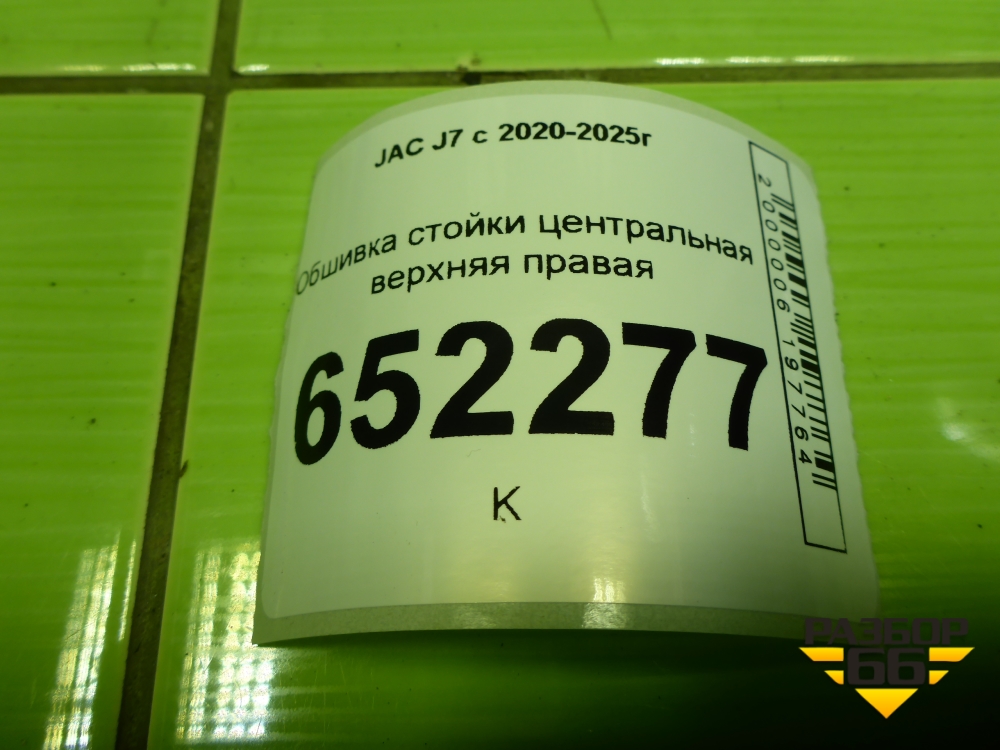 JAC J7 с 2020-2025г
Обшивка стойки центральная
верхняя правая
652277
К
2000006197764
РАЗБОР
66